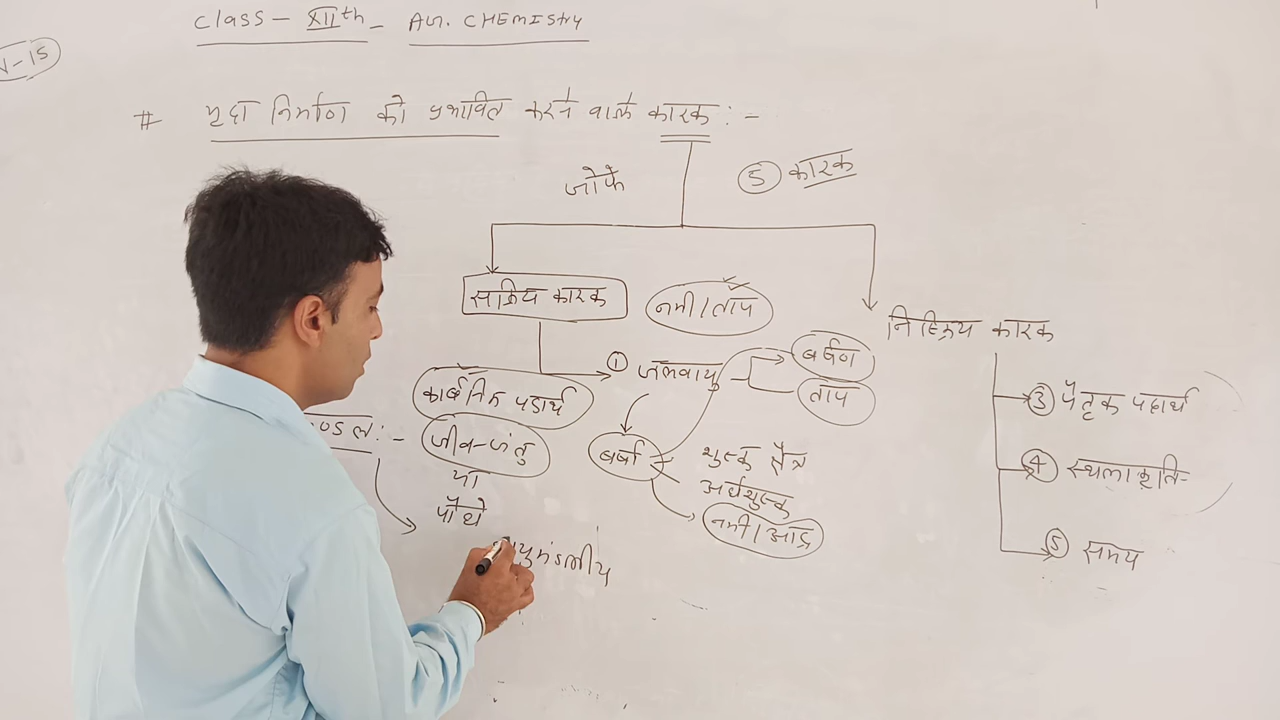 Class - XIIth - AG. CHEMISTRY
V-15
# मृदा निर्माण को प्रभावित करने वाले कारक : -
जोफे
5 कारक
सक्रिय कारक
नमी / ताप
निष्क्रिय कारक
1 जलवायु
वर्षण
ताप
कार्बनिक पदार्थ
जीव-जंतु
या
पौधे
वर्षा
शुष्क क्षेत्र
अर्धशुष्क
नमी / आर्द्र
3 पैतृक पदार्थ
4 स्थलाकृति-
5 समय